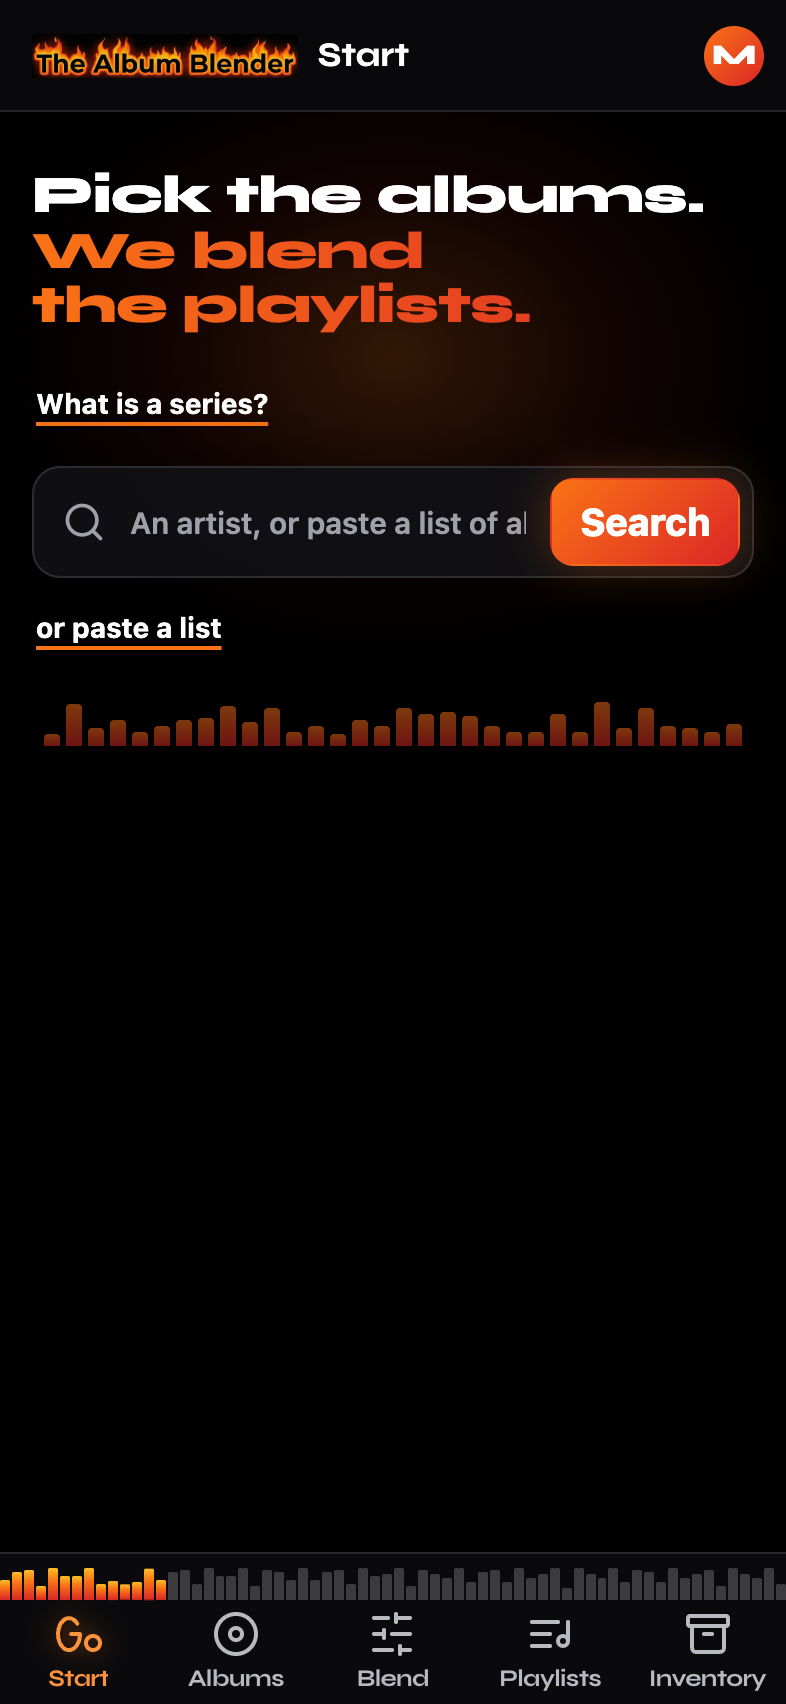 The Album Blender
Start
M
Pick the albums.
We blend
the playlists.
What is a series?
An artist, or paste a list of al
Search
or paste a list
Go
Start
Albums
Blend
Playlists
Inventory